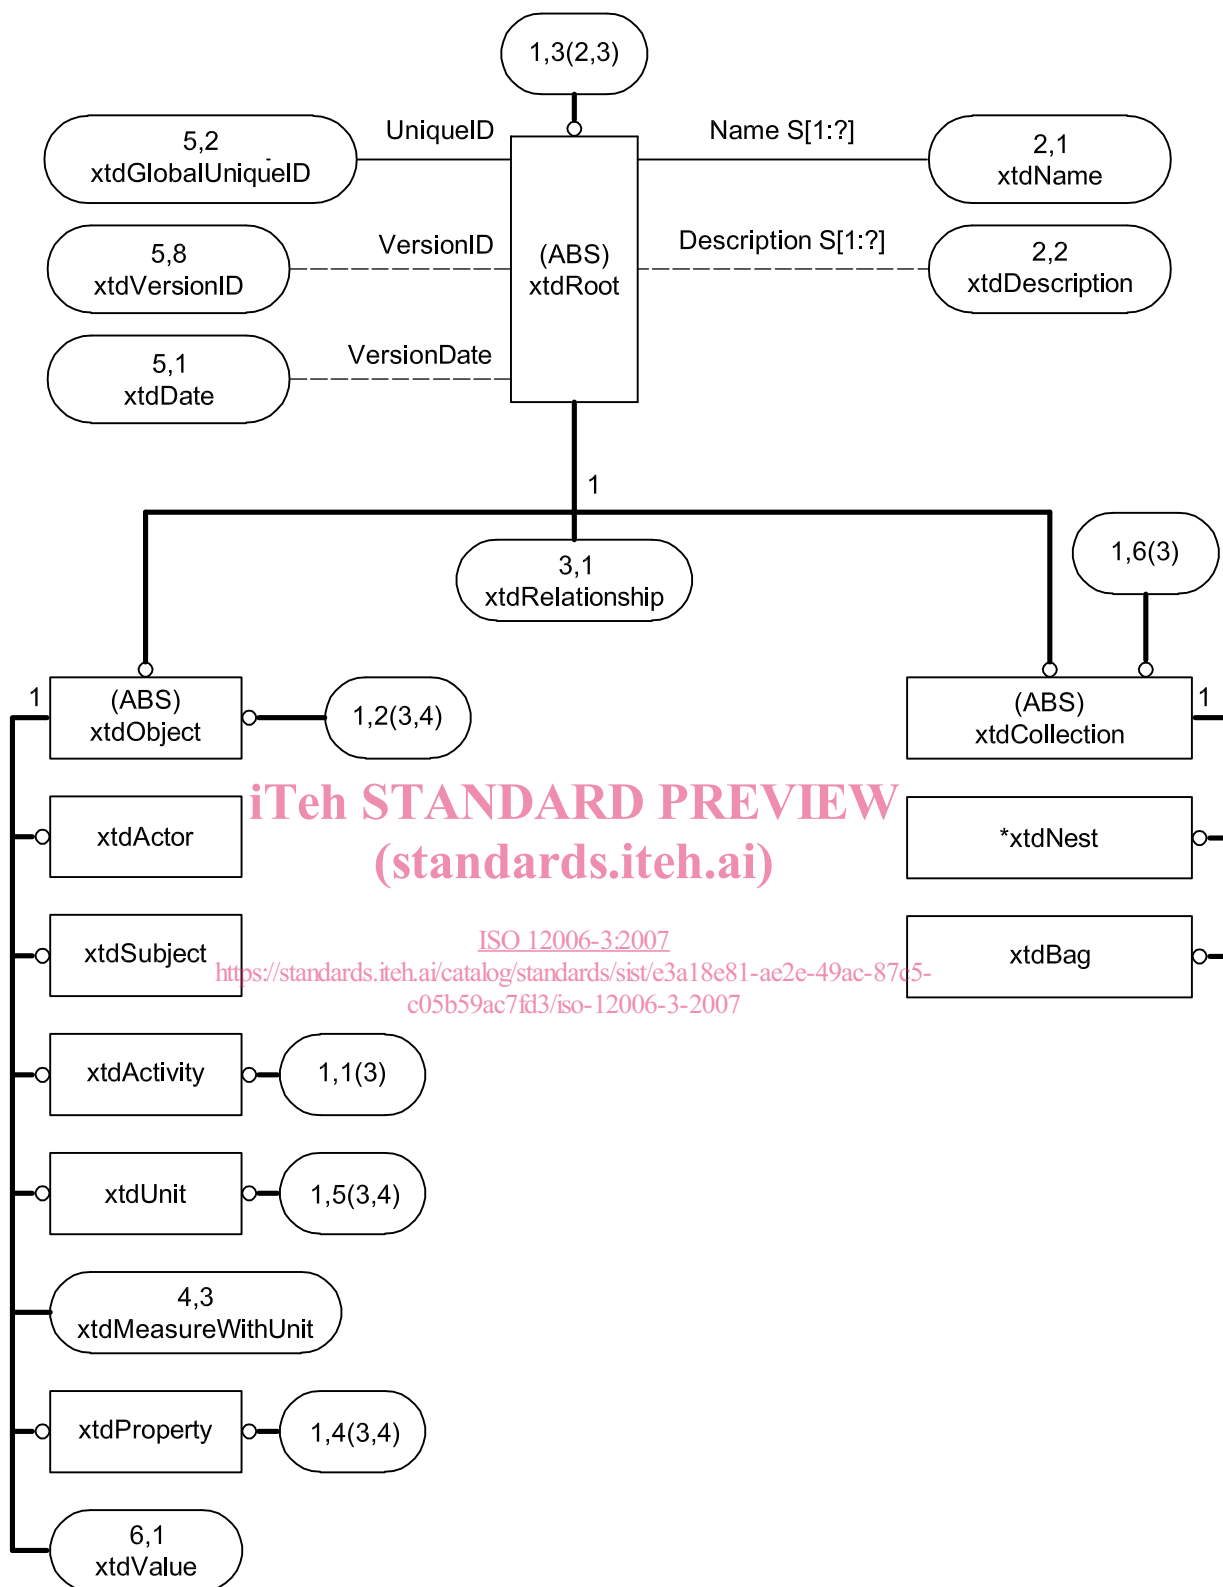 1,3(2,3)
5,2
xtdGlobalUniqueID
UniqueID
Name S[1:?]
2,1
xtdName
5,8
xtdVersionID
VersionID
(ABS)
xtdRoot
Description S[1:?]
2,2
xtdDescription
5,1
xtdDate
VersionDate
1
3,1
xtdRelationship
1,6(3)
1
(ABS)
xtdObject
1,2(3,4)
(ABS)
xtdCollection
1
iTeh STANDARD PREVIEW
(standards.iteh.ai)
xtdActor
*xtdNest
xtdSubject
xtdBag
ISO 12006-3:2007
https://standards.iteh.ai/catalog/standards/sist/e3a18e81-ae2e-49ac-87c5-
c05b59ac7fd3/iso-12006-3-2007
xtdActivity
1,1(3)
xtdUnit
1,5(3,4)
4,3
xtdMeasureWithUnit
xtdProperty
1,4(3,4)
6,1
xtdValue